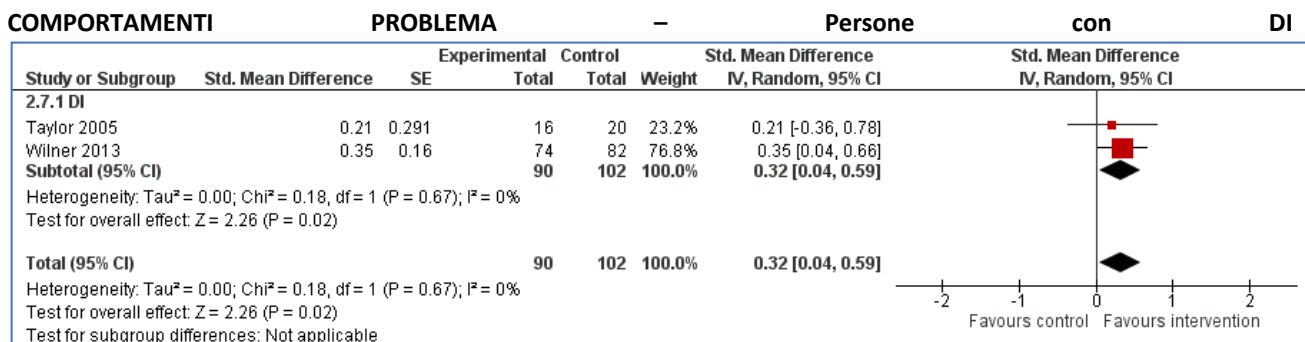 COMPORTAMENTI PROBLEMA – Persone con DI
Experimental Control Std. Mean Difference Std. Mean Difference
Study or Subgroup Std. Mean Difference SE Total Total Weight IV, Random, 95% CI IV, Random, 95% CI
2.7.1 DI
Taylor 2005 0.21 0.291 16 20 23.2% 0.21 [-0.36, 0.78]
Wilner 2013 0.35 0.16 74 82 76.8% 0.35 [0.04, 0.66]
Subtotal (95% CI) 90 102 100.0% 0.32 [0.04, 0.59]
Heterogeneity: Tau² = 0.00; Chi² = 0.18, df = 1 (P = 0.67); I² = 0%
Test for overall effect: Z = 2.26 (P = 0.02)
Total (95% CI) 90 102 100.0% 0.32 [0.04, 0.59]
Heterogeneity: Tau² = 0.00; Chi² = 0.18, df = 1 (P = 0.67); I² = 0%
Test for overall effect: Z = 2.26 (P = 0.02)
Test for subgroup differences: Not applicable
-2 -1 0 1 2
Favours control Favours intervention